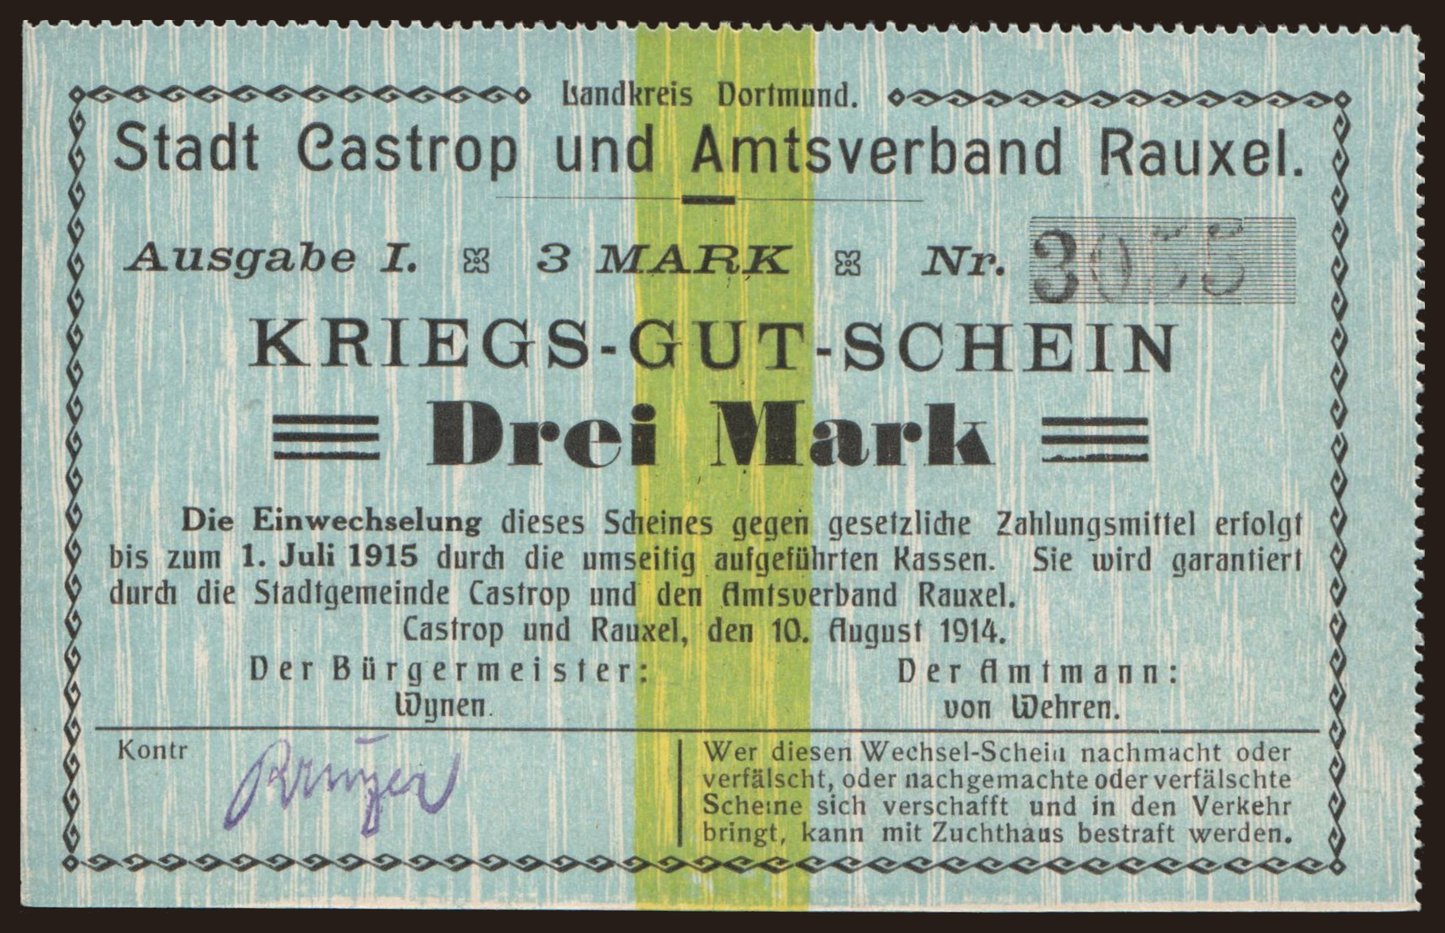 Landkreis Dortmund.
Stadt Castrop und Amtsverband Rauxel.
Ausgabe I. 3 MARK Nr.
KRIEGS-GUT-SCHEIN
Drei Mark
Die Einwechselung dieses Scheines gegen gesetzliche Zahlungsmittel erfolgt
bis zum 1. Juli 1915 durch die umseitig aufgeführten Kassen. Sie wird garantiert
durch die Stadtgemeinde Castrop und den Amtsverband Rauxel.
Castrop und Rauxel, den 10. August 1914.
Der Bürgermeister: Der Amtmann:
Wynen. von Wehren.
Kontr
Wer diesen Wechsel-Schein nachmacht oder
verfälscht, oder nachgemachte oder verfälschte
Scheine sich verschafft und in den Verkehr
bringt, kann mit Zuchthaus bestraft werden.